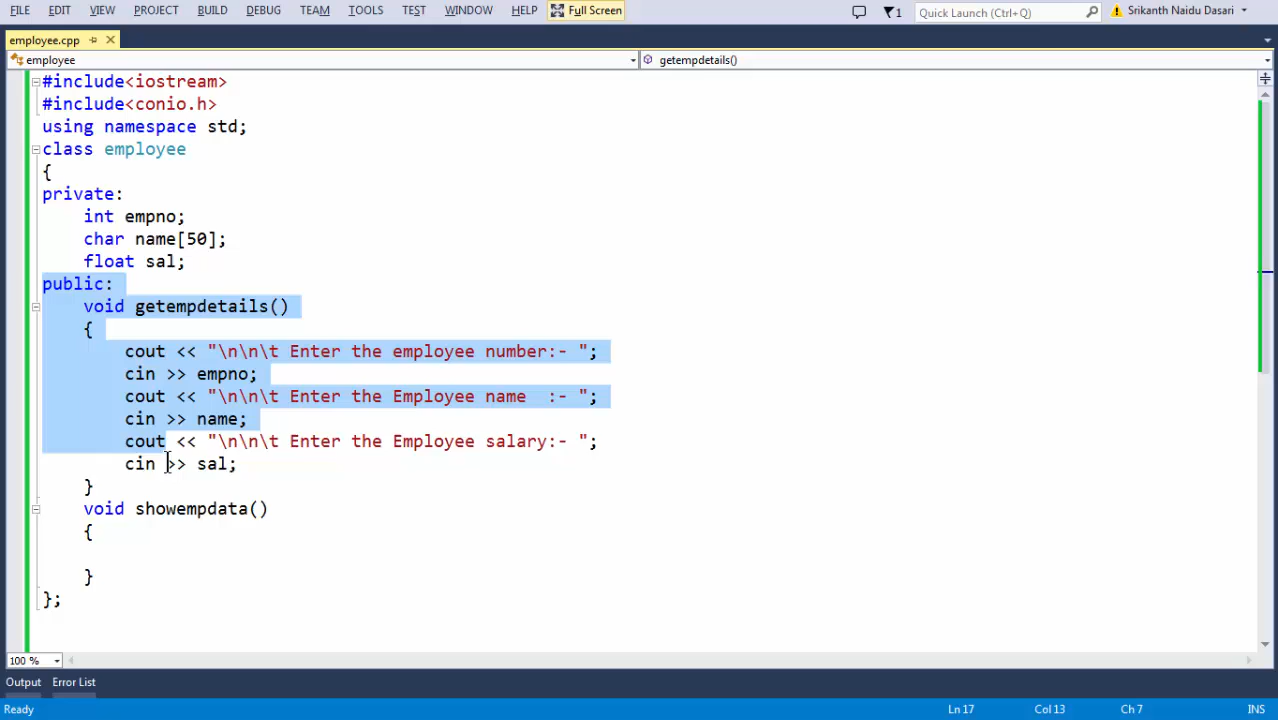 FILE EDIT VIEW PROJECT BUILD DEBUG TEAM TOOLS TEST WINDOW HELP Full Screen 1 Quick Launch (Ctrl+Q) Srikanth Naidu Dasari
employee.cpp
employee getempdetails()
#include<iostream>
#include<conio.h>
using namespace std;
class employee
{
private:
int empno;
char name[50];
float sal;
public:
void getempdetails()
{
cout << "\n\n\t Enter the employee number:- ";
cin >> empno;
cout << "\n\n\t Enter the Employee name  :- ";
cin >> name;
cout << "\n\n\t Enter the Employee salary:- ";
cin >> sal;
}
void showempdata()
{
}
};
100 %
Output Error List
Ready Ln 17 Col 13 Ch 7 INS